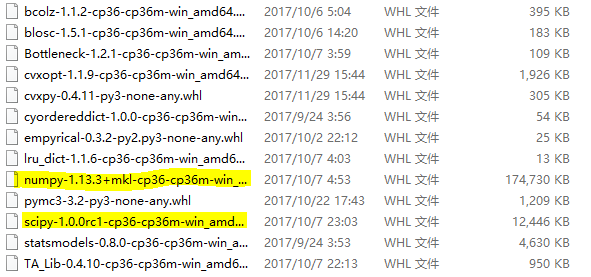 bcolz-1.1.2-cp36-cp36m-win_amd64.... 2017/10/6 5:04 WHL 文件 395 KB
blosc-1.5.1-cp36-cp36m-win_amd64.... 2017/10/6 14:20 WHL 文件 183 KB
Bottleneck-1.2.1-cp36-cp36m-win_am... 2017/10/7 3:59 WHL 文件 109 KB
cvxopt-1.1.9-cp36-cp36m-win_amd64... 2017/11/29 15:44 WHL 文件 1,926 KB
cvxpy-0.4.11-py3-none-any.whl 2017/11/29 15:44 WHL 文件 305 KB
cyordereddict-1.0.0-cp36-cp36m-win... 2017/9/24 3:56 WHL 文件 54 KB
empyrical-0.3.2-py2.py3-none-any.whl 2017/10/2 22:12 WHL 文件 25 KB
lru_dict-1.1.6-cp36-cp36m-win_amd6... 2017/10/7 4:03 WHL 文件 13 KB
numpy-1.13.3+mkl-cp36-cp36m-win_... 2017/10/7 4:53 WHL 文件 174,730 KB
pymc3-3.2-py3-none-any.whl 2017/10/22 17:43 WHL 文件 1,209 KB
scipy-1.0.0rc1-cp36-cp36m-win_amd... 2017/10/7 23:03 WHL 文件 12,446 KB
statsmodels-0.8.0-cp36-cp36m-win_a... 2017/9/24 3:53 WHL 文件 4,630 KB
TA_Lib-0.4.10-cp36-cp36m-win_amd... 2017/10/7 22:13 WHL 文件 950 KB